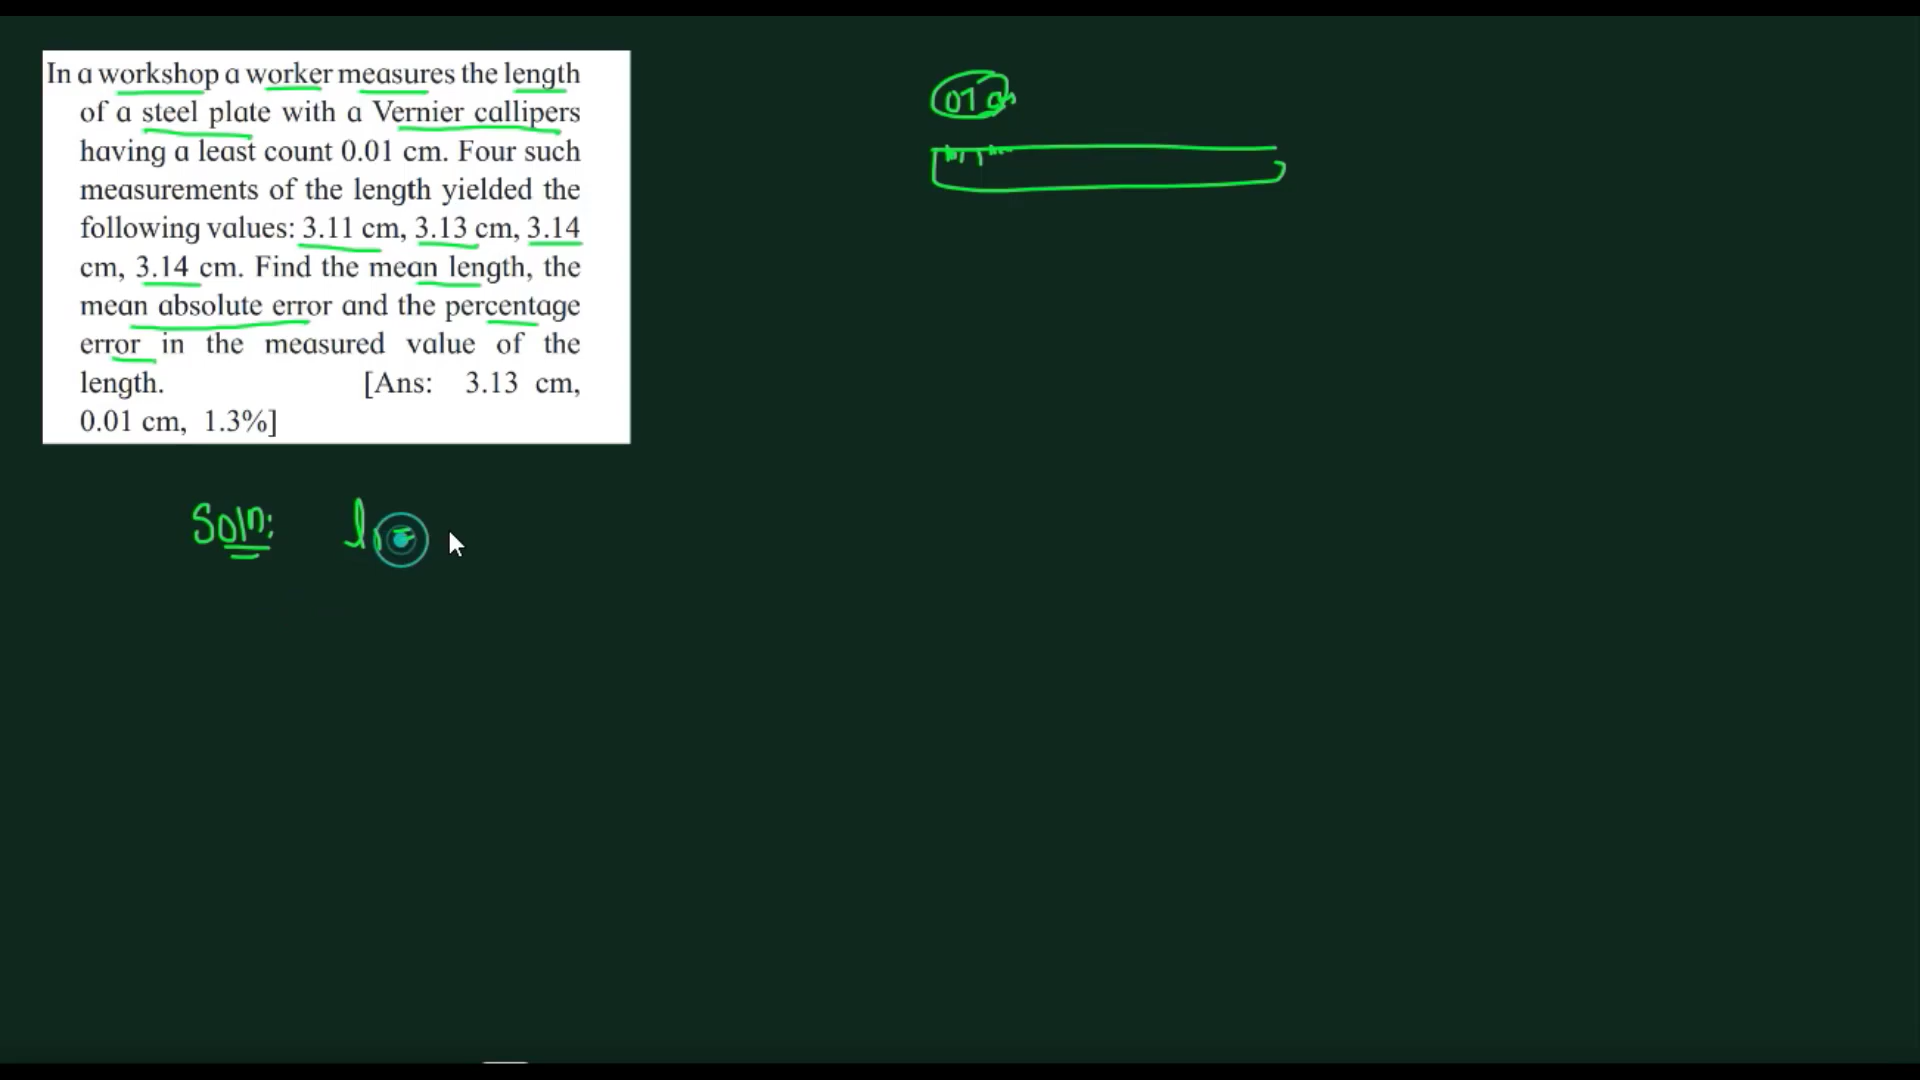 In a workshop a worker measures the length
of a steel plate with a Vernier callipers
having a least count 0.01 cm. Four such
measurements of the length yielded the
following values: 3.11 cm, 3.13 cm, 3.14
cm, 3.14 cm. Find the mean length, the
mean absolute error and the percentage
error in the measured value of the
length. [Ans: 3.13 cm,
0.01 cm, 1.3%]
Soln: l